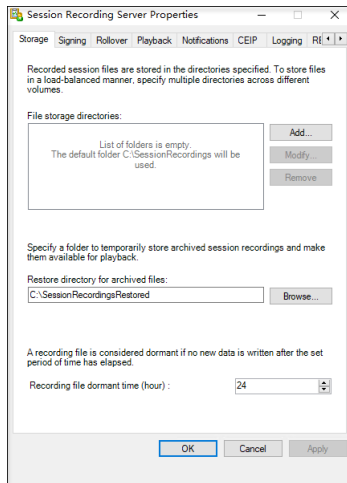 Session Recording Server Properties
Storage Signing Rollover Playback Notifications CEIP Logging
Recorded session files are stored in the directories specified. To store files
in a load-balanced manner, specify multiple directories across different
volumes.
File storage directories:
List of folders is empty.
The default folder C:\SessionRecordings will be
used.
Add...
Modify...
Remove
Specify a folder to temporarily store archived session recordings and make
them available for playback.
Restore directory for archived files:
C:\SessionRecordingsRestored
Browse...
A recording file is considered dormant if no new data is written after the set
period of time has elapsed.
Recording file dormant time (hour) :
24
OK Cancel Apply